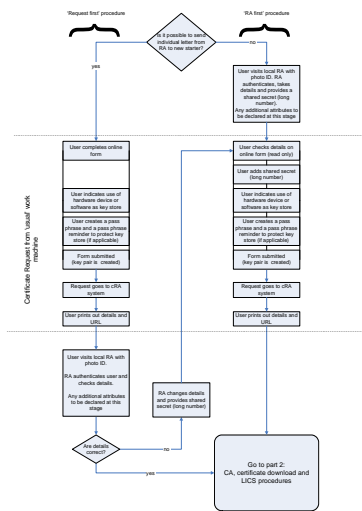 'Request first' procedure
'RA first' procedure
Is it possible to send
individual letter from
RA to new starter?
yes
no
User visits local RA with
photo ID. RA
authenticates, takes
details and provides a
shared secret (long
number).
Any additional attributes to
be declared at this stage
Certificate Request from 'usual' work
machine
User completes online
form
User indicates use of
hardware device or
software as key store
User creates a pass
phrase and a pass phrase
reminder to protect key
store (if applicable)
Form submitted
(key pair is created)
Request goes to cRA
system
User prints out details and
URL
User checks details on
online form (read only)
User adds shared secret
(long number)
User indicates use of
hardware device or
software as key store
User creates a pass
phrase and a pass phrase
reminder to protect key
store (if applicable)
Form submitted
(key pair is created)
Request goes to cRA
system
User prints out details and
URL
User visits local RA with
photo ID.
RA authenticates user and
checks details.
Any additional attributes
to be declared at this
stage
RA changes details
and provides shared
secret (long number)
Are details
correct?
no
yes
Go to part 2:
CA, certificate download and
LICS procedures